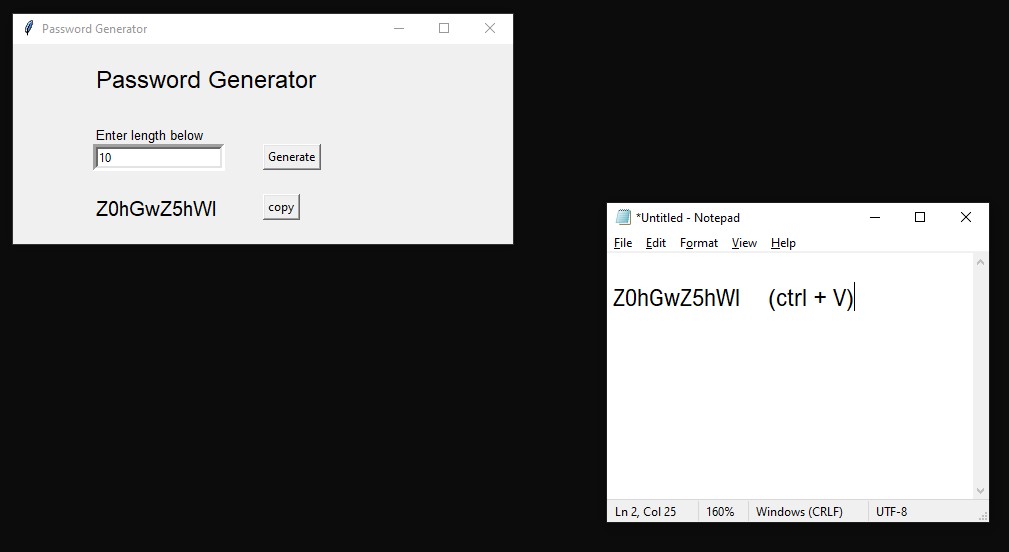 Password Generator
Password Generator
Enter length below
10
Generate
Z0hGwZ5hWl
copy
*Untitled - Notepad
File Edit Format View Help
Z0hGwZ5hWl (ctrl + V)
Ln 2, Col 25 160% Windows (CRLF) UTF-8